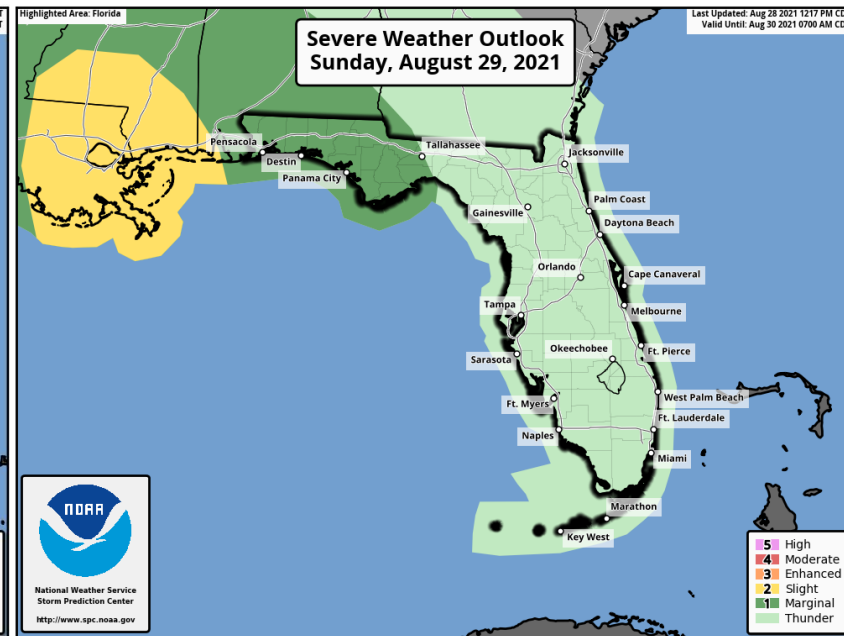 Highlighted Area: Florida
Severe Weather Outlook
Sunday, August 29, 2021
Last Updated: Aug 28 2021 1217 PM CD
Valid Until: Aug 30 2021 0700 AM CD
Pensacola
Destin
Panama City
Tallahassee
Jacksonville
Palm Coast
Gainesville
Daytona Beach
Orlando
Cape Canaveral
Tampa
Melbourne
Okeechobee
Ft. Pierce
Sarasota
West Palm Beach
Ft. Myers
Ft. Lauderdale
Naples
Miami
Marathon
Key West
NOAA
National Weather Service
Storm Prediction Center
http://www.spc.noaa.gov
5 High
4 Moderate
3 Enhanced
2 Slight
1 Marginal
Thunder